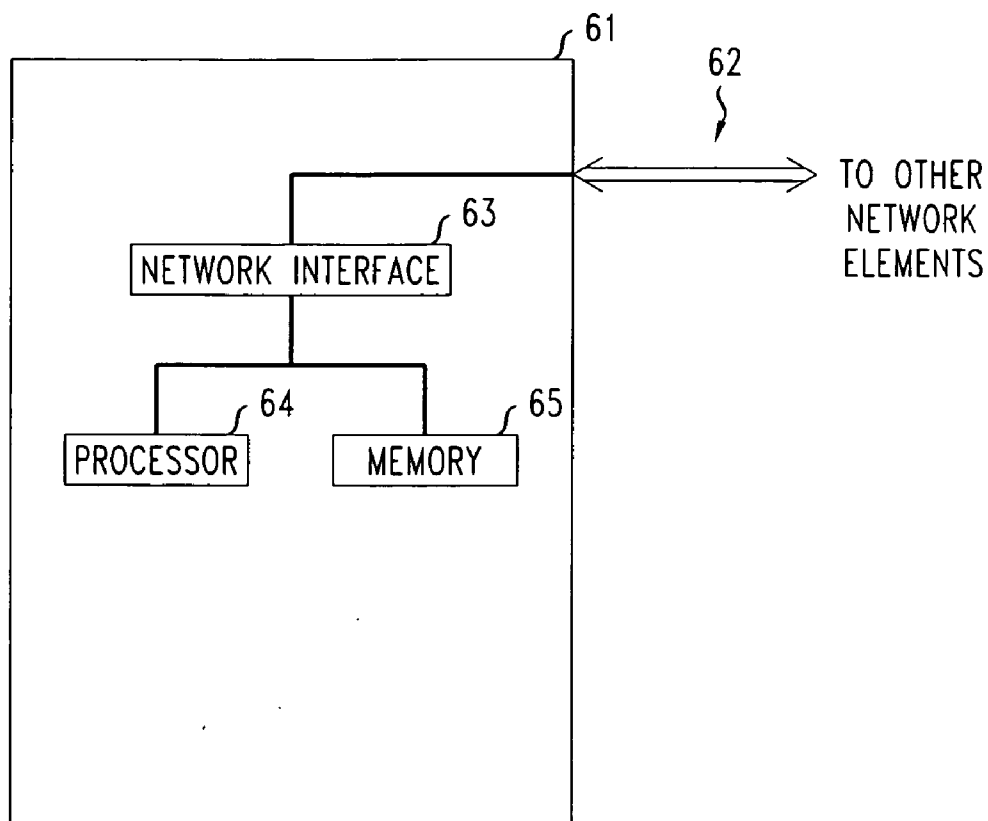 61
62
TO OTHER
NETWORK
ELEMENTS
63
NETWORK INTERFACE
64
65
PROCESSOR
MEMORY